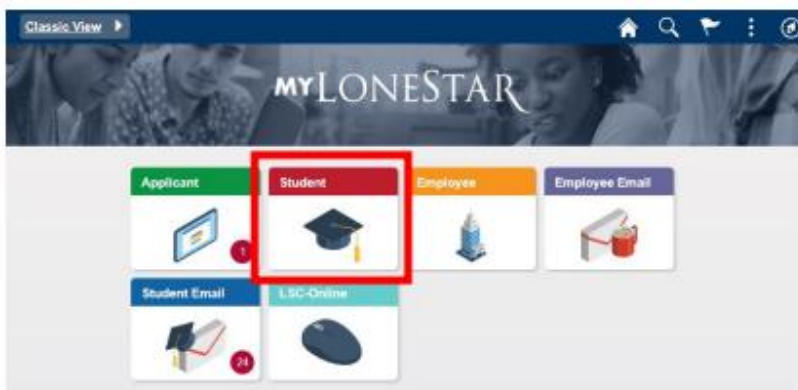 Classic View
MYLONESTAR
Applicant
Student
Employee
Employee Email
1
Student Email
LSC-Online
24